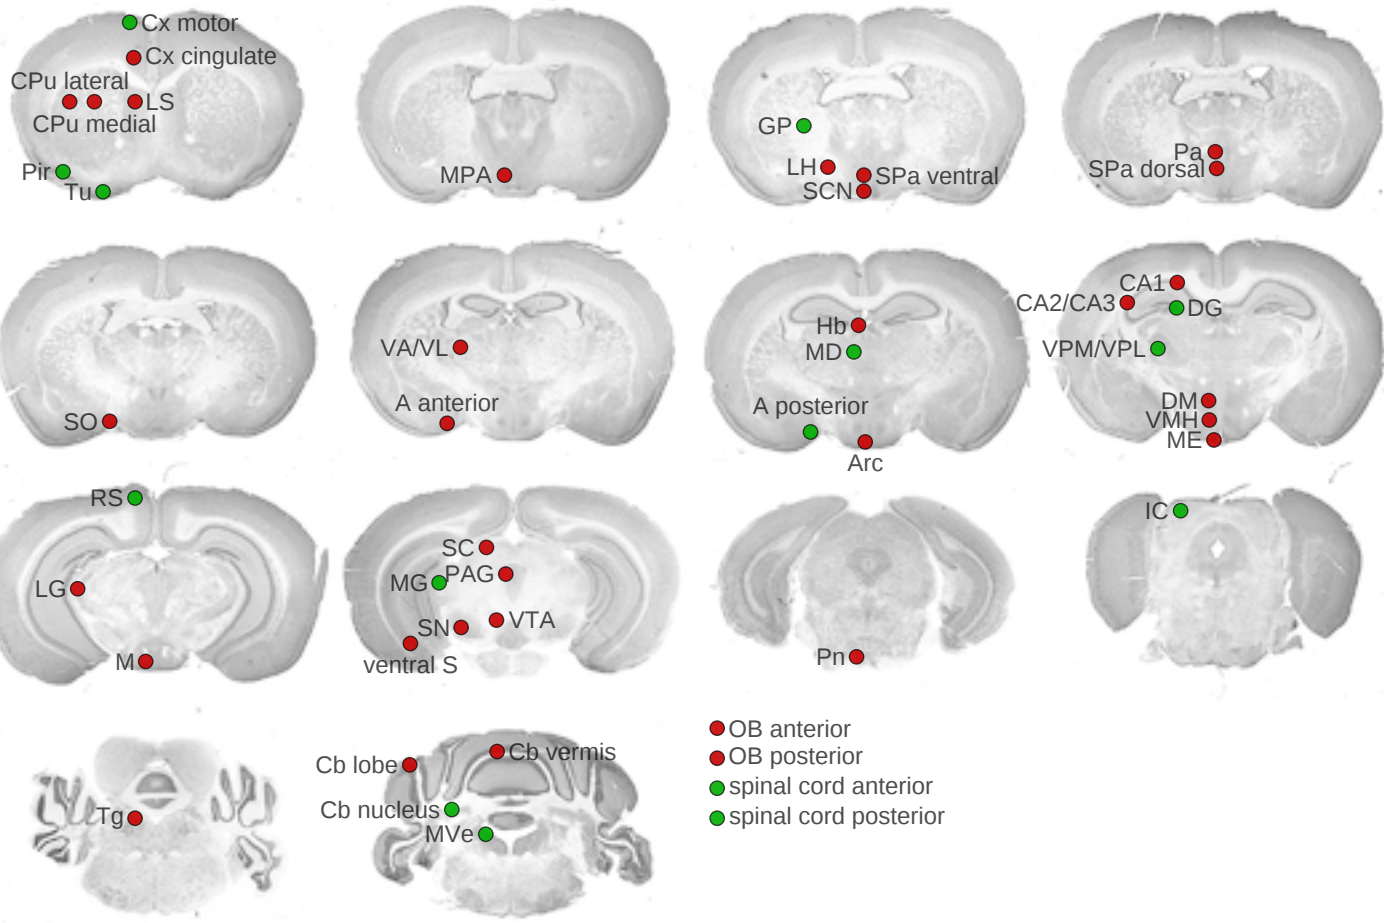 Cx motor
Cx cingulate
CPu lateral
LS
CPu medial
Pir
Tu
MPA
GP
LH
SPa ventral
SCN
Pa
SPa dorsal
SO
VA/VL
A anterior
Hb
MD
A posterior
Arc
CA1
CA2/CA3
DG
VPM/VPL
DM
VMH
ME
RS
LG
M
SC
MG
PAG
SN
VTA
ventral S
Pn
IC
Tg
Cb lobe
Cb vermis
Cb nucleus
MVe
OB anterior
OB posterior
spinal cord anterior
spinal cord posterior